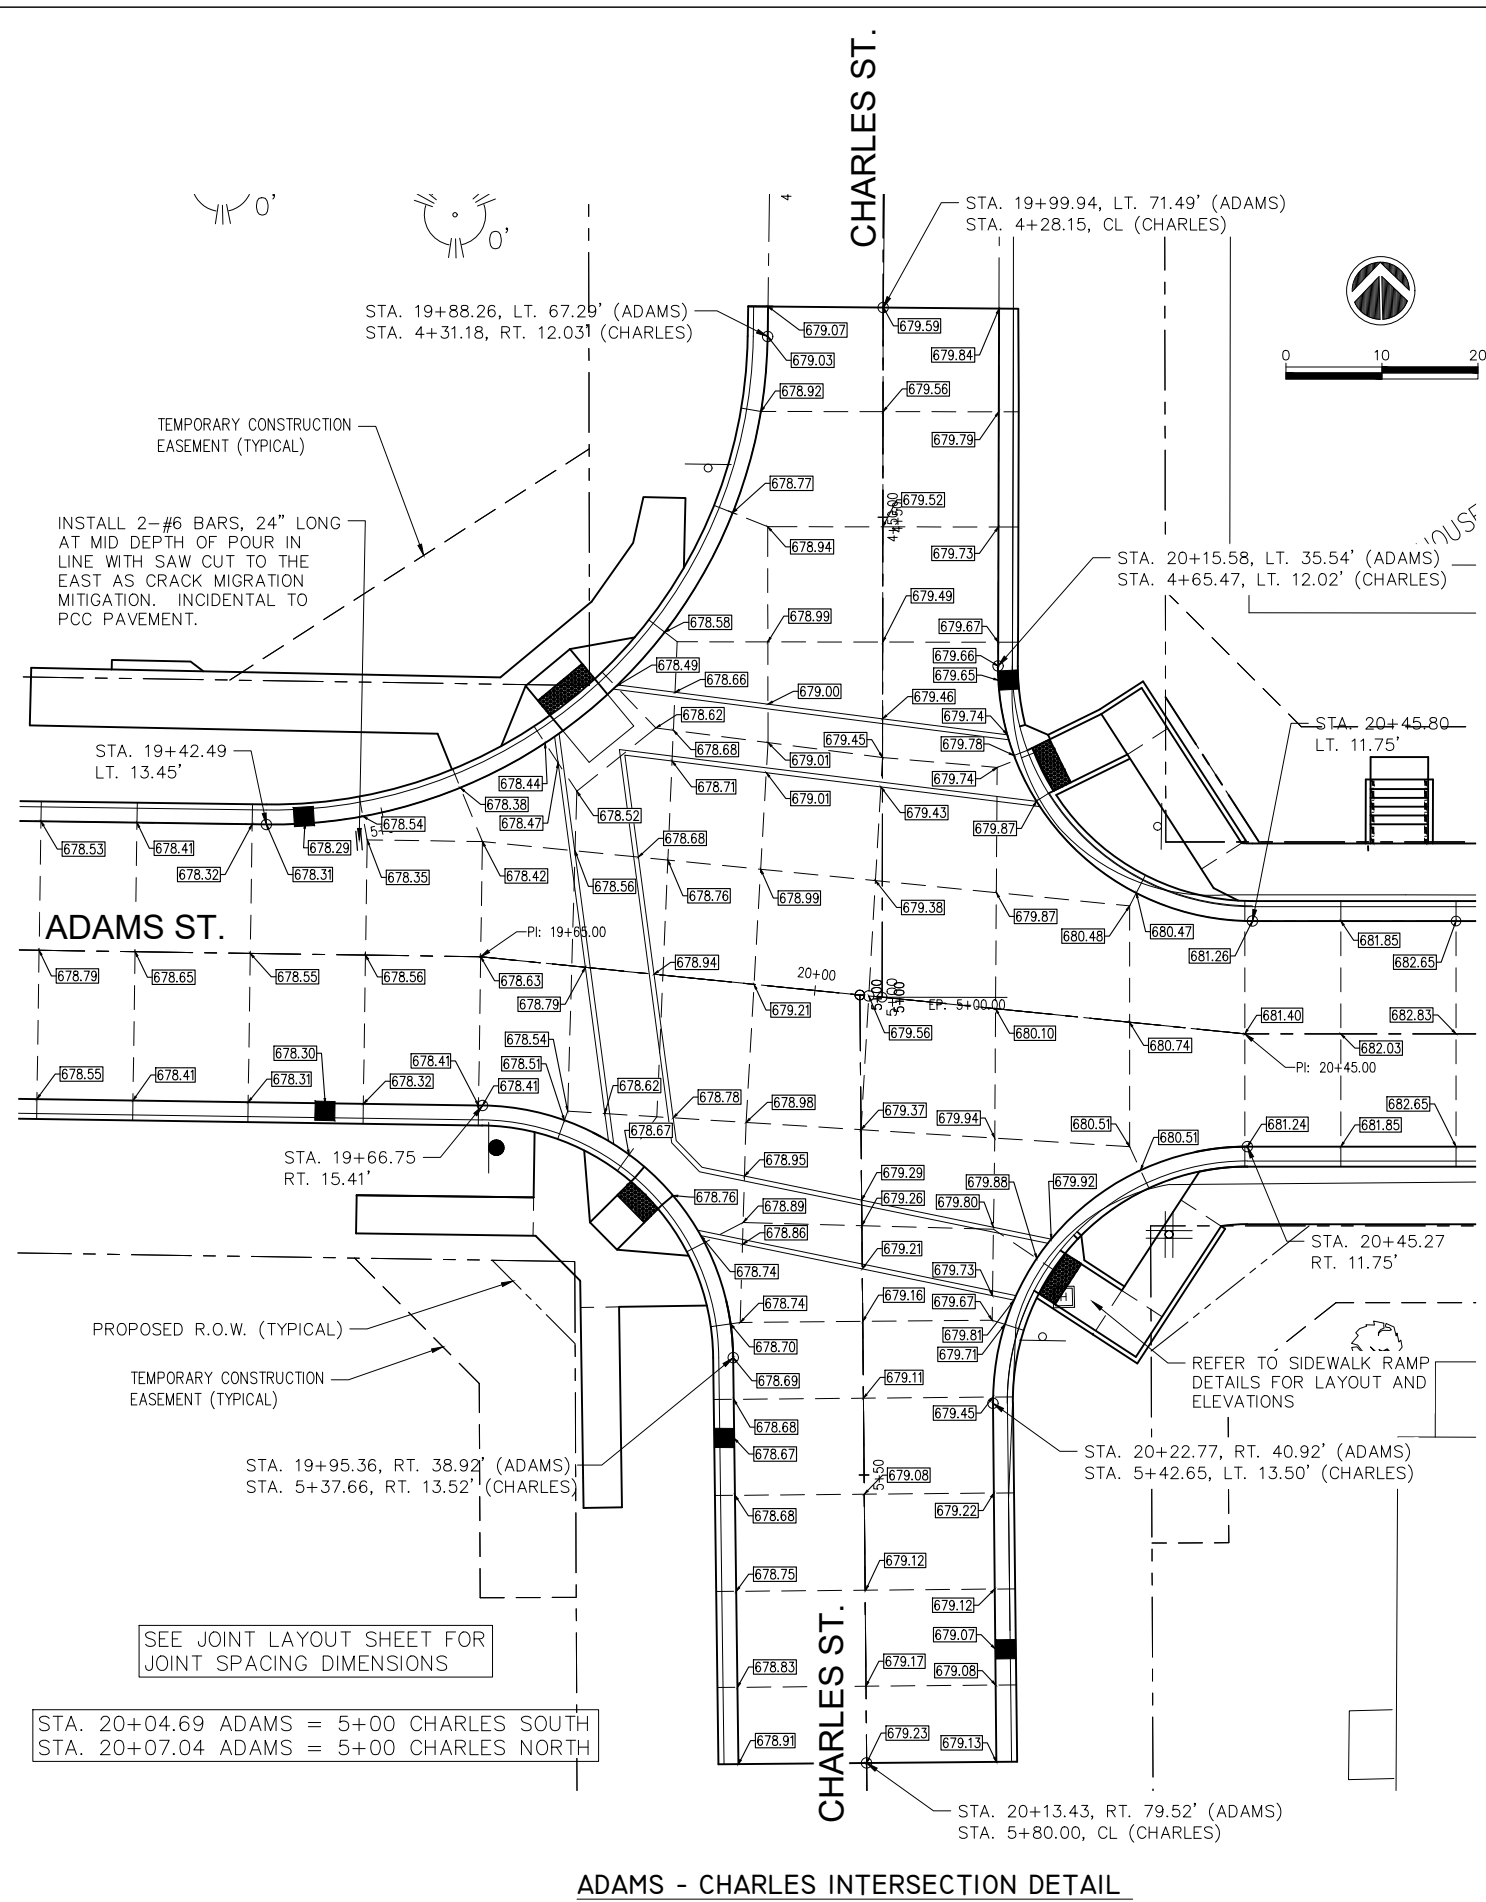 CHARLES ST.
0'
0'
4
STA. 19+99.94, LT. 71.49' (ADAMS)
STA. 4+28.15, CL (CHARLES)
STA. 19+88.26, LT. 67.29' (ADAMS)
STA. 4+31.18, RT. 12.03' (CHARLES)
679.07
679.59
679.03
679.84
0 10 20
678.92
679.56
679.79
TEMPORARY CONSTRUCTION
EASEMENT (TYPICAL)
678.77
679.52
INSTALL 2-#6 BARS, 24" LONG
AT MID DEPTH OF POUR IN
LINE WITH SAW CUT TO THE
EAST AS CRACK MIGRATION
MITIGATION. INCIDENTAL TO
PCC PAVEMENT.
678.94
679.73
STA. 20+15.58, LT. 35.54' (ADAMS)
STA. 4+65.47, LT. 12.02' (CHARLES)
679.49
678.58
678.99
679.67
678.49
679.66
678.66
679.65
679.00
679.46
678.62
679.74
STA. 20+45.80
LT. 11.75'
STA. 19+42.49
LT. 13.45'
678.68
679.45
679.78
679.01
678.44
678.71
679.74
678.38
679.01
679.43
678.47
678.52
679.87
678.54
678.53
678.41
678.29
678.68
678.32
678.31
678.35
678.42
678.56
678.76
678.99
679.38
679.87
680.48
680.47
681.85
681.26
682.65
ADAMS ST.
PI: 19+65.00
678.79
678.65
678.55
678.56
678.63
678.94
20+00
678.79
679.21
5+00
5+00
EP: 5+00.00
679.56
680.10
680.74
681.40
682.83
682.03
PI: 20+45.00
678.54
678.30
678.41
678.51
678.55
678.41
678.31
678.32
678.41
678.62
678.78
678.98
679.37
679.94
680.51
682.65
681.24
681.85
678.67
680.51
STA. 19+66.75
RT. 15.41'
678.95
679.29
679.88
679.92
678.76
678.89
679.26
679.80
678.86
679.21
STA. 20+45.27
RT. 11.75'
678.74
679.73
678.74
679.16
679.67
PROPOSED R.O.W. (TYPICAL)
678.70
679.81
679.71
H
TEMPORARY CONSTRUCTION
EASEMENT (TYPICAL)
678.69
679.11
REFER TO SIDEWALK RAMP
DETAILS FOR LAYOUT AND
ELEVATIONS
678.68
679.45
678.67
STA. 19+95.36, RT. 38.92' (ADAMS)
STA. 5+37.66, RT. 13.52' (CHARLES)
STA. 20+22.77, RT. 40.92' (ADAMS)
STA. 5+42.65, LT. 13.50' (CHARLES)
5+50
679.08
678.68
679.22
679.12
678.75
679.12
SEE JOINT LAYOUT SHEET FOR
JOINT SPACING DIMENSIONS
679.07
678.83
679.17
679.08
STA. 20+04.69 ADAMS = 5+00 CHARLES SOUTH
STA. 20+07.04 ADAMS = 5+00 CHARLES NORTH
678.91
679.23
679.13
CHARLES ST.
STA. 20+13.43, RT. 79.52' (ADAMS)
STA. 5+80.00, CL (CHARLES)
ADAMS - CHARLES INTERSECTION DETAIL